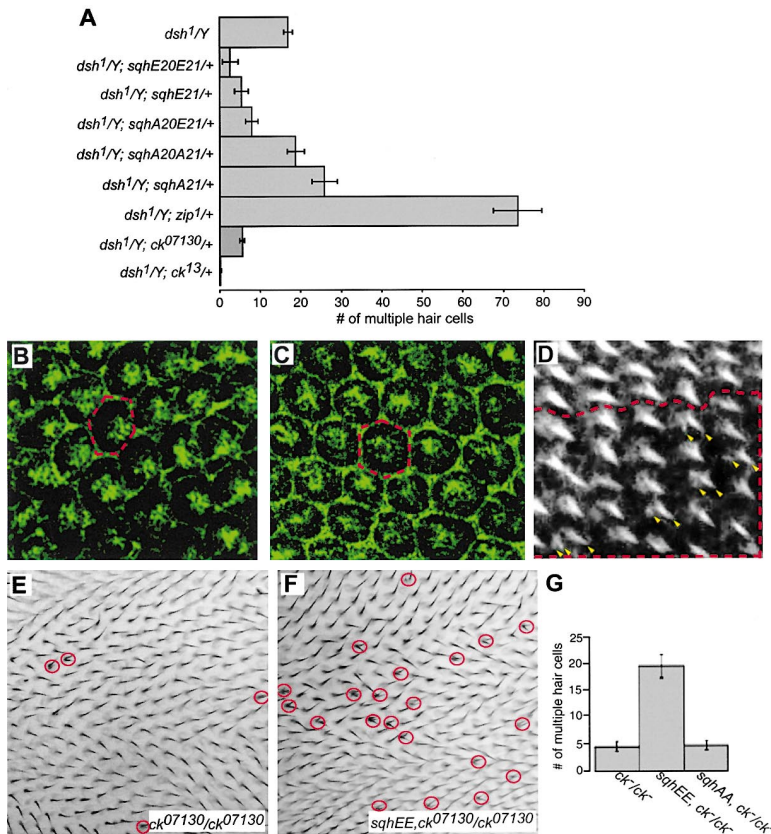 A
dsh1/Y
dsh1/Y; sqhE20E21/+
dsh1/Y; sqhE21/+
dsh1/Y; sqhA20E21/+
dsh1/Y; sqhA20A21/+
dsh1/Y; sqhA21/+
dsh1/Y; zip1/+
dsh1/Y; ck07130/+
dsh1/Y; ck13/+
0 10 20 30 40 50 60 70 80 90
# of multiple hair cells
B
C
D
E
ck07130/ck07130
F
sqhEE,ck07130/ck07130
G
# of multiple hair cells
25
20
15
10
5
0
ck-/ck-
sqhEE, ck-/ck-
sqhAA, ck-/ck-